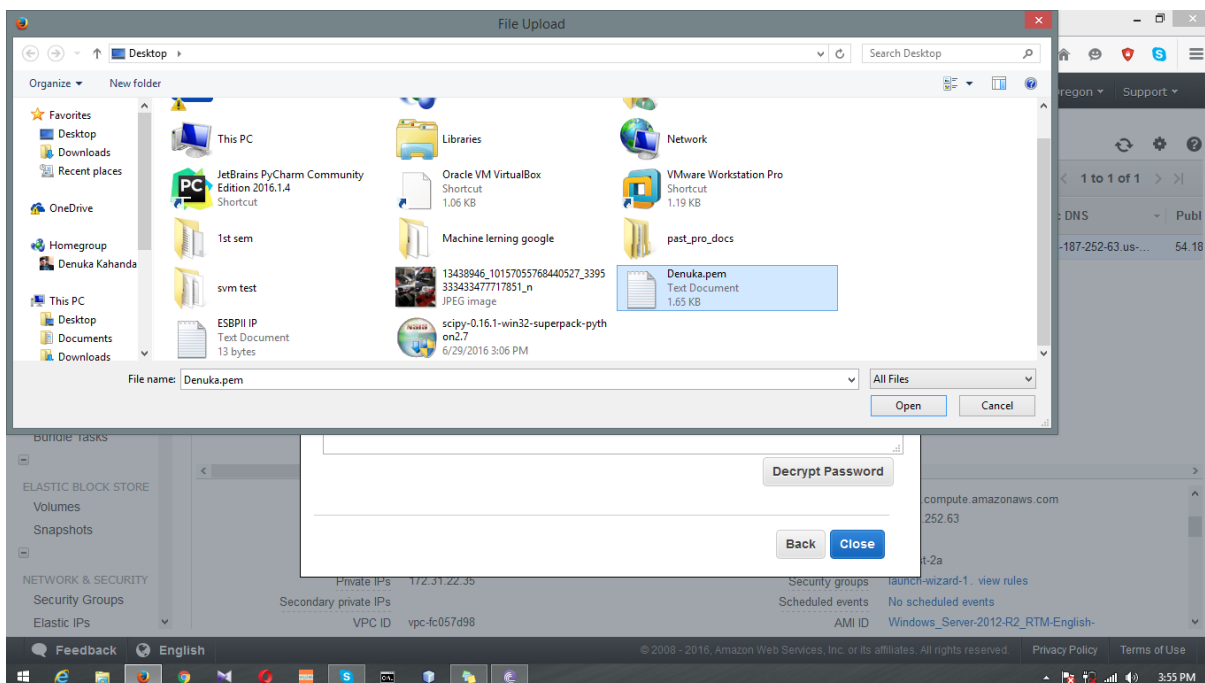 File Upload
Desktop
Search Desktop
Organize
New folder
Favorites
Desktop
Downloads
Recent places
OneDrive
Homegroup
Denuka Kahanda
This PC
Desktop
Documents
Downloads
This PC
Libraries
Network
JetBrains PyCharm Community
Edition 2016.1.4
Shortcut
Oracle VM VirtualBox
Shortcut
1.06 KB
VMware Workstation Pro
Shortcut
1.19 KB
1st sem
Machine lerning google
past_pro_docs
svm test
13438946_10157055768440527_3395
333433477717851_n
JPEG image
Denuka.pem
Text Document
1.65 KB
ESBPII IP
Text Document
13 bytes
scipy-0.16.1-win32-superpack-pyth
on2.7
6/29/2016 3:06 PM
File name: Denuka.pem
All Files
Open
Cancel
Support
1 to 1 of 1
DNS
Publ
-187-252-63.us-...
54.18
Bundle Tasks
ELASTIC BLOCK STORE
Volumes
Snapshots
NETWORK & SECURITY
Security Groups
Elastic IPs
Decrypt Password
Back
Close
.compute.amazonaws.com
.252.63
t-2a
Private IPs 172.31.22.35
Security groups launch-wizard-1 . view rules
Secondary private IPs
Scheduled events No scheduled events
VPC ID vpc-fc057d98
AMI ID Windows_Server-2012-R2_RTM-English-
Feedback
English
© 2008 - 2016, Amazon Web Services, Inc. or its affiliates. All rights reserved.
Privacy Policy
Terms of Use
3:55 PM